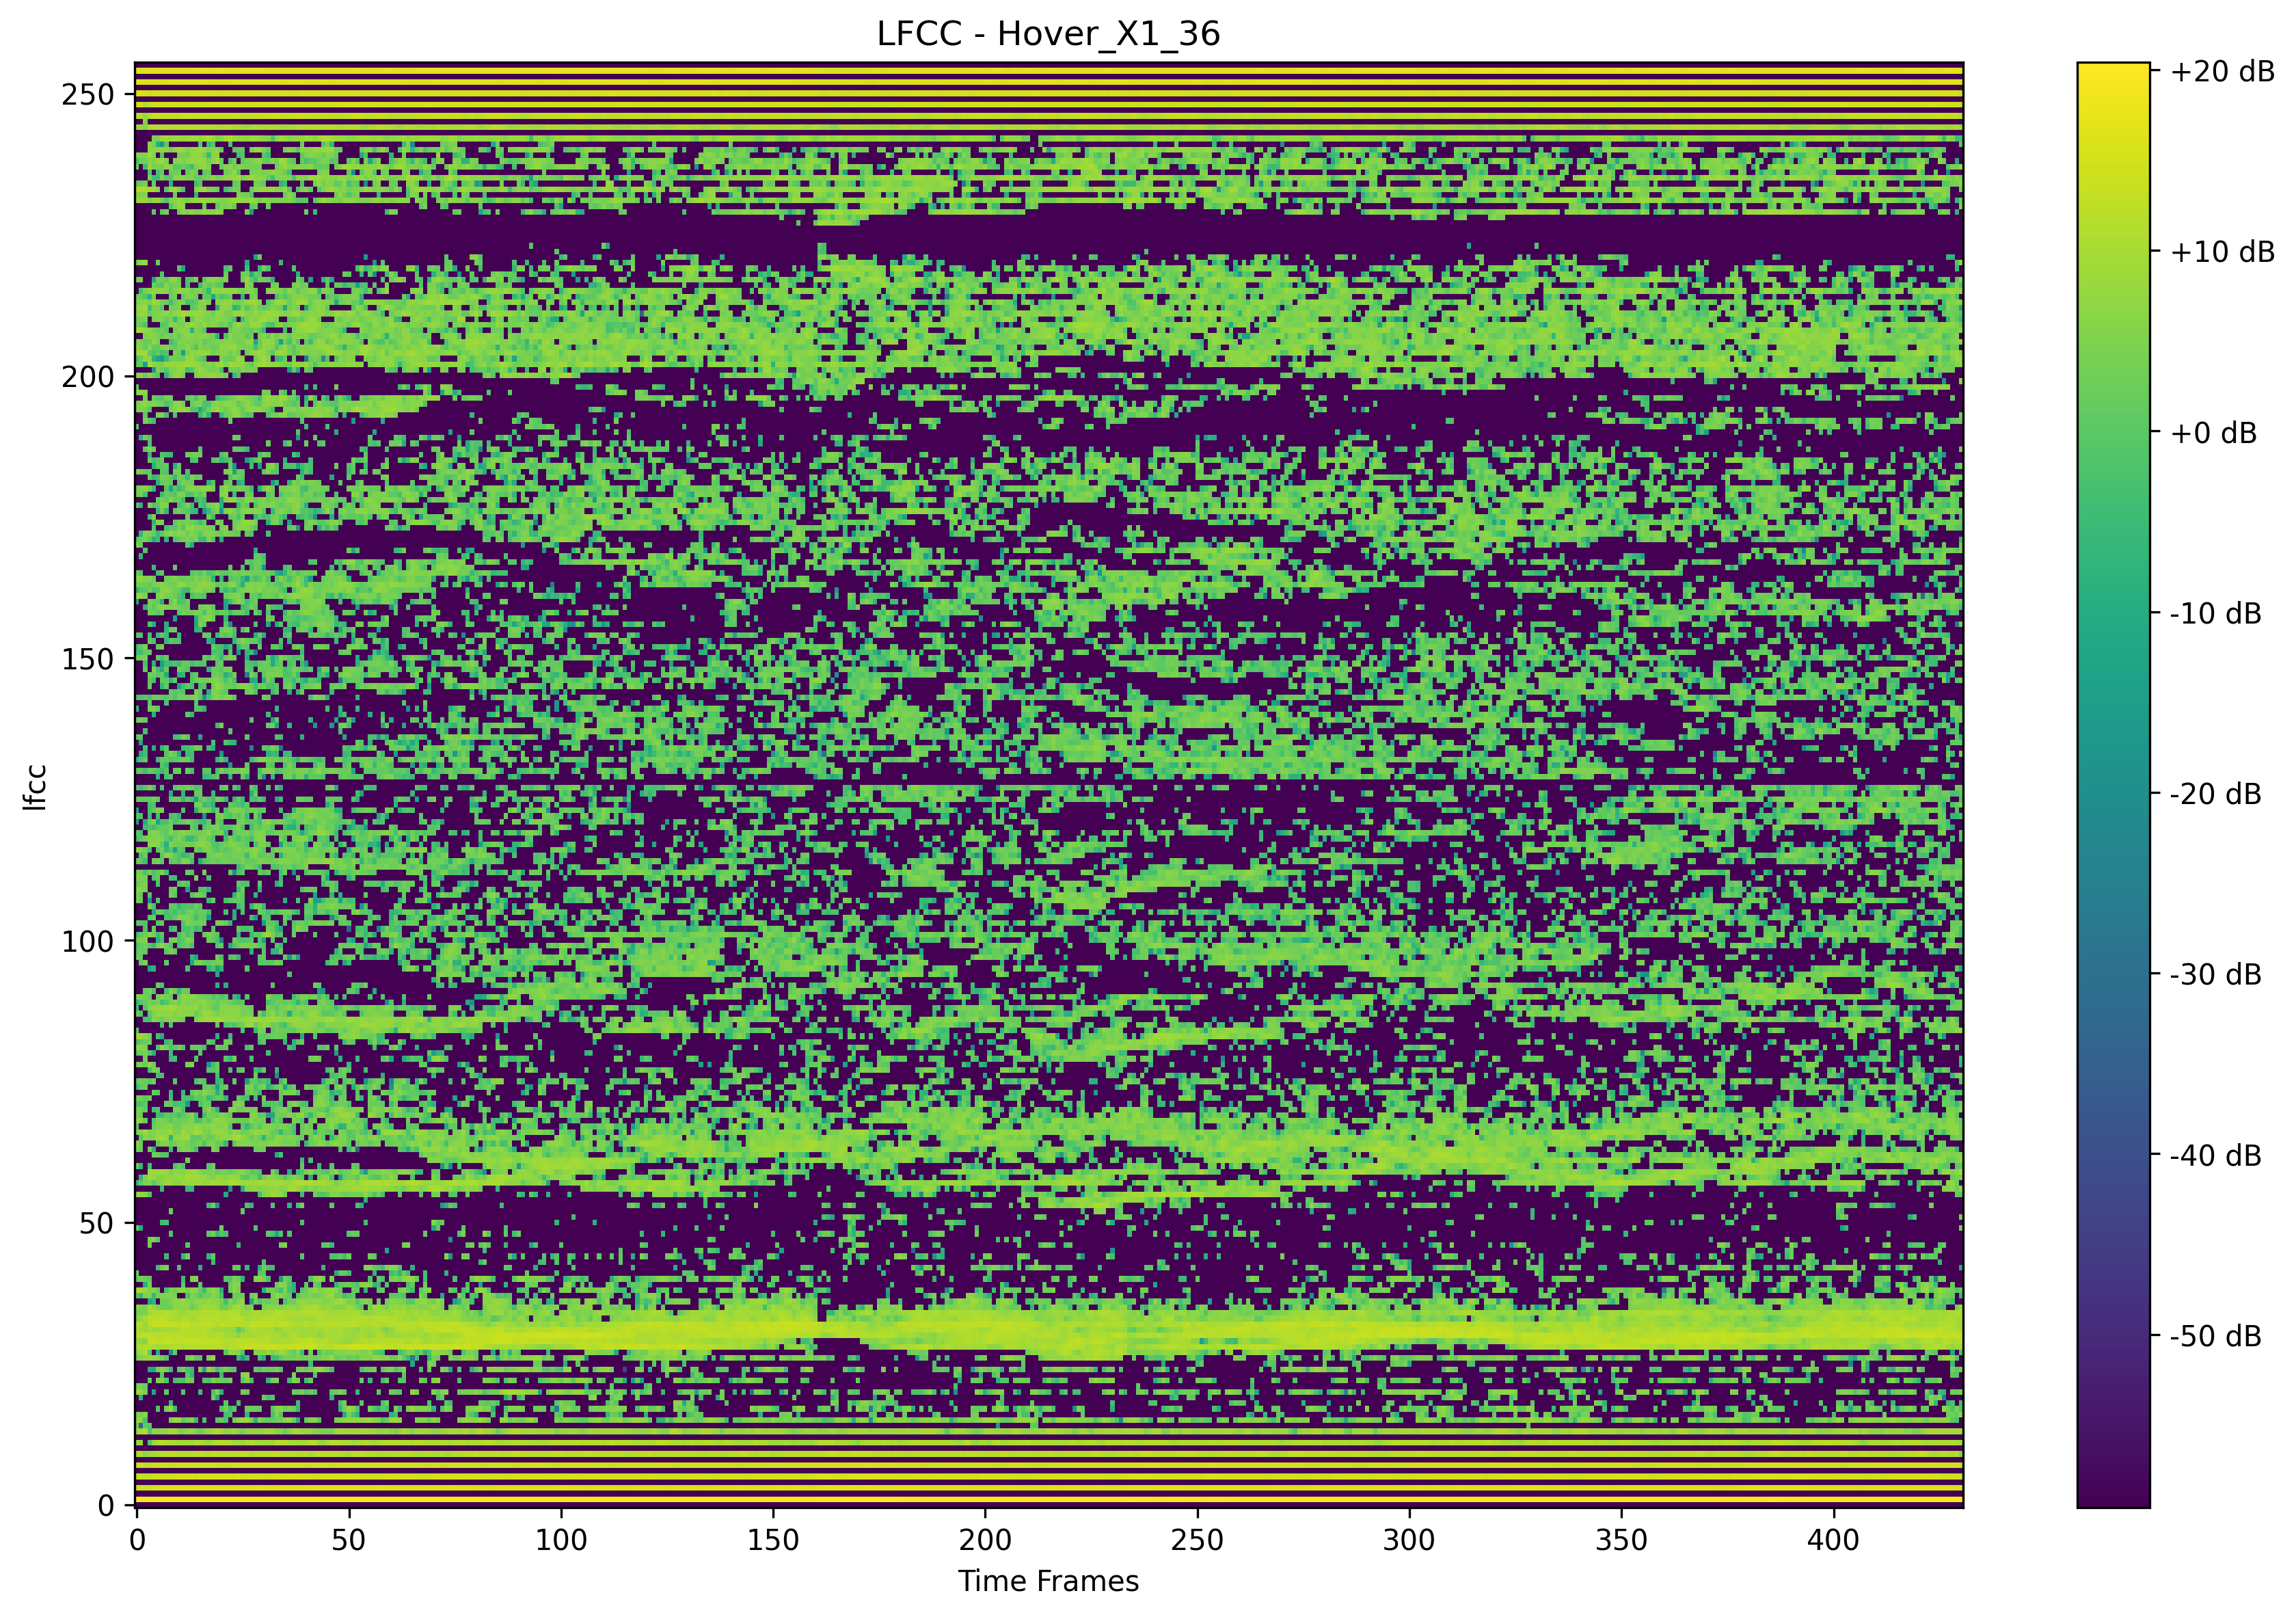 LFCC - Hover_X1_36
lfcc
250
200
150
100
50
0
0 50 100 150 200 250 300 350 400
Time Frames
+20 dB
+10 dB
+0 dB
-10 dB
-20 dB
-30 dB
-40 dB
-50 dB